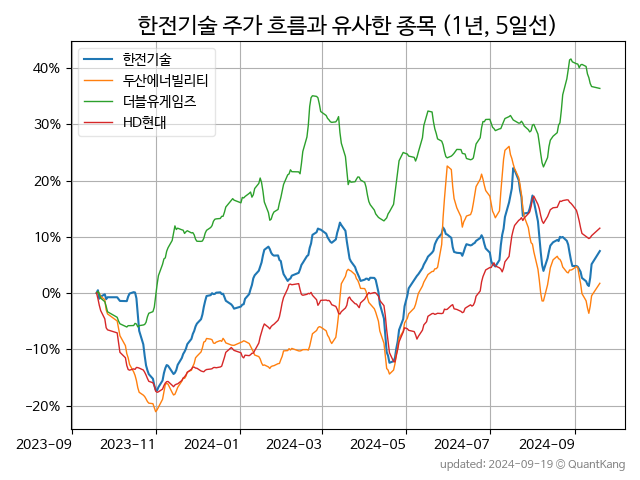 한전기술 주가 흐름과 유사한 종목 (1년, 5일선)
한전기술
두산에너빌리티
더블유게임즈
HD현대
40%
30%
20%
10%
0%
−10%
−20%
2023-09 2023-11 2024-01 2024-03 2024-05 2024-07 2024-09
updated: 2024-09-19 © QuantKang